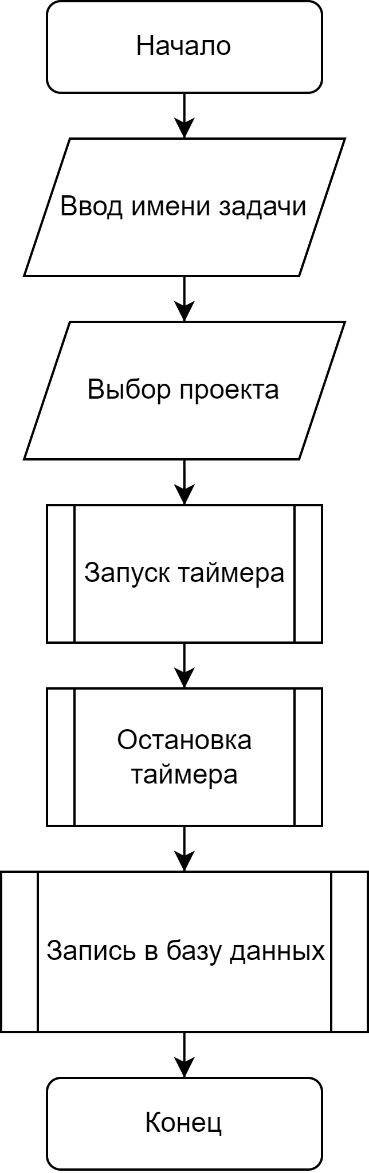 Начало
Ввод имени задачи
Выбор проекта
Запуск таймера
Остановка
таймера
Запись в базу данных
Конец